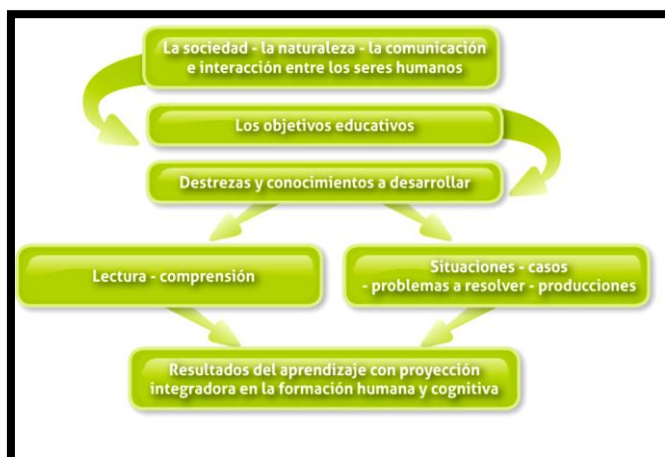 La sociedad - la naturaleza - la comunicación
e interacción entre los seres humanos
Los objetivos educativos
Destrezas y conocimientos a desarrollar
Lectura - comprensión
Situaciones - casos
- problemas a resolver - producciones
Resultados del aprendizaje con proyección
integradora en la formación humana y cognitiva